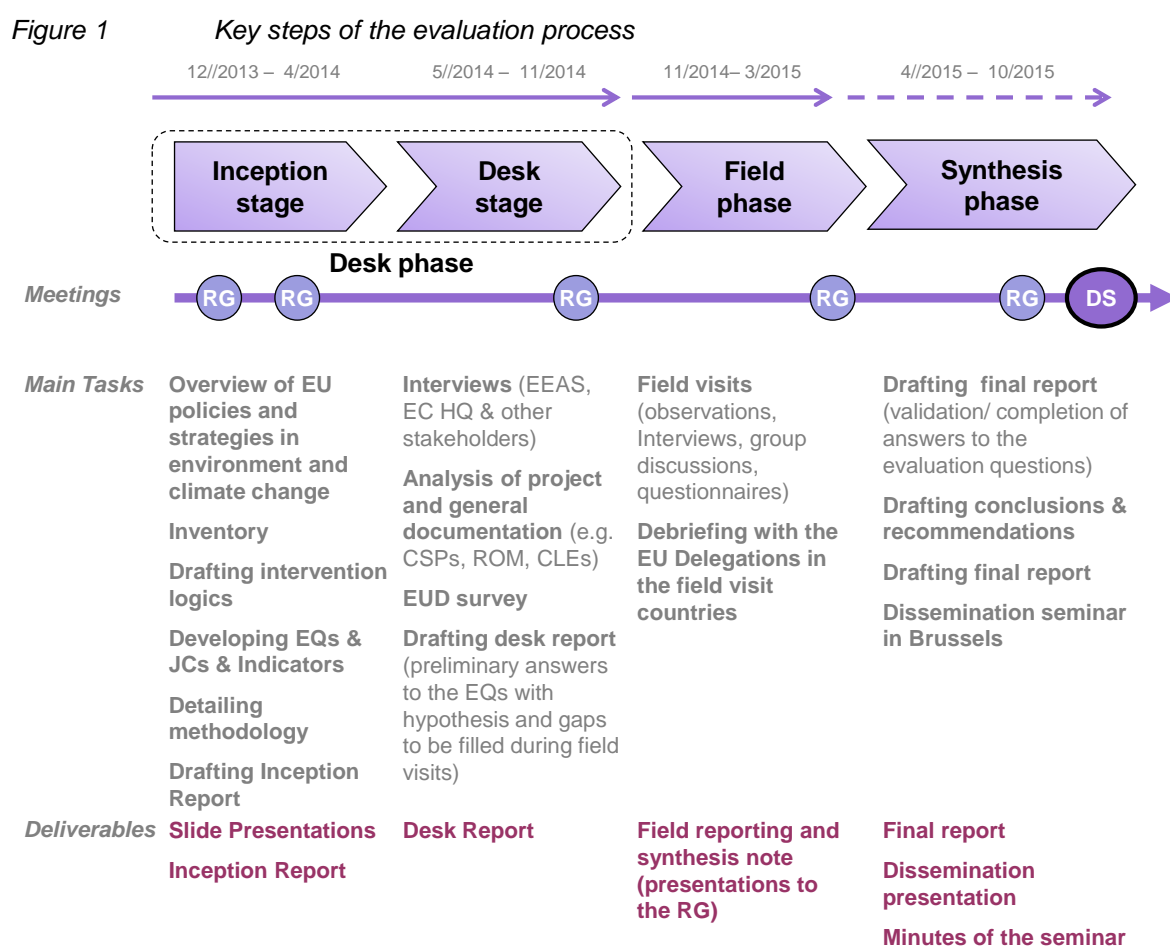 Figure 1 Key steps of the evaluation process
12//2013 – 4/2014
5//2014 – 11/2014
11/2014– 3/2015
4//2015 – 10/2015
Inception
stage
Desk
stage
Field
phase
Synthesis
phase
Desk phase
Meetings
RG
RG
RG
RG
RG
DS
Main Tasks
Overview of EU
policies and
strategies in
environment and
climate change
Inventory
Drafting intervention
logics
Developing EQs &
JCs & Indicators
Detailing
methodology
Drafting Inception
Report
Interviews (EEAS,
EC HQ & other
stakeholders)
Analysis of project
and general
documentation (e.g.
CSPs, ROM, CLEs)
EUD survey
Drafting desk report
(preliminary answers
to the EQs with
hypothesis and gaps
to be filled during field
visits)
Field visits
(observations,
Interviews, group
discussions,
questionnaires)
Debriefing with the
EU Delegations in
the field visit
countries
Drafting final report
(validation/ completion of
answers to the
evaluation questions)
Drafting conclusions &
recommendations
Drafting final report
Dissemination seminar
in Brussels
Deliverables
Slide Presentations
Inception Report
Desk Report
Field reporting and
synthesis note
(presentations to
the RG)
Final report
Dissemination
presentation
Minutes of the seminar